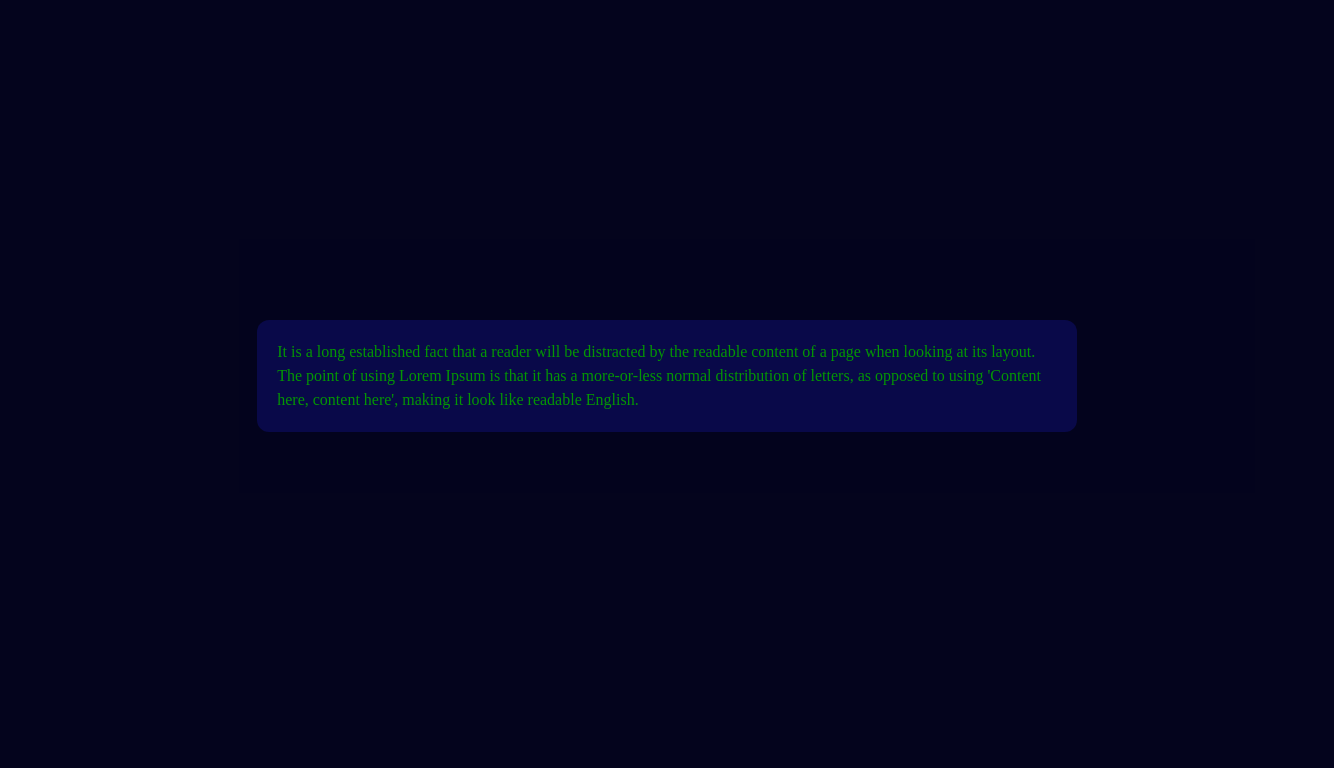 It is a long established fact that a reader will be distracted by the readable content of a page when looking at its layout.
The point of using Lorem Ipsum is that it has a more-or-less normal distribution of letters, as opposed to using 'Content
here, content here', making it look like readable English.